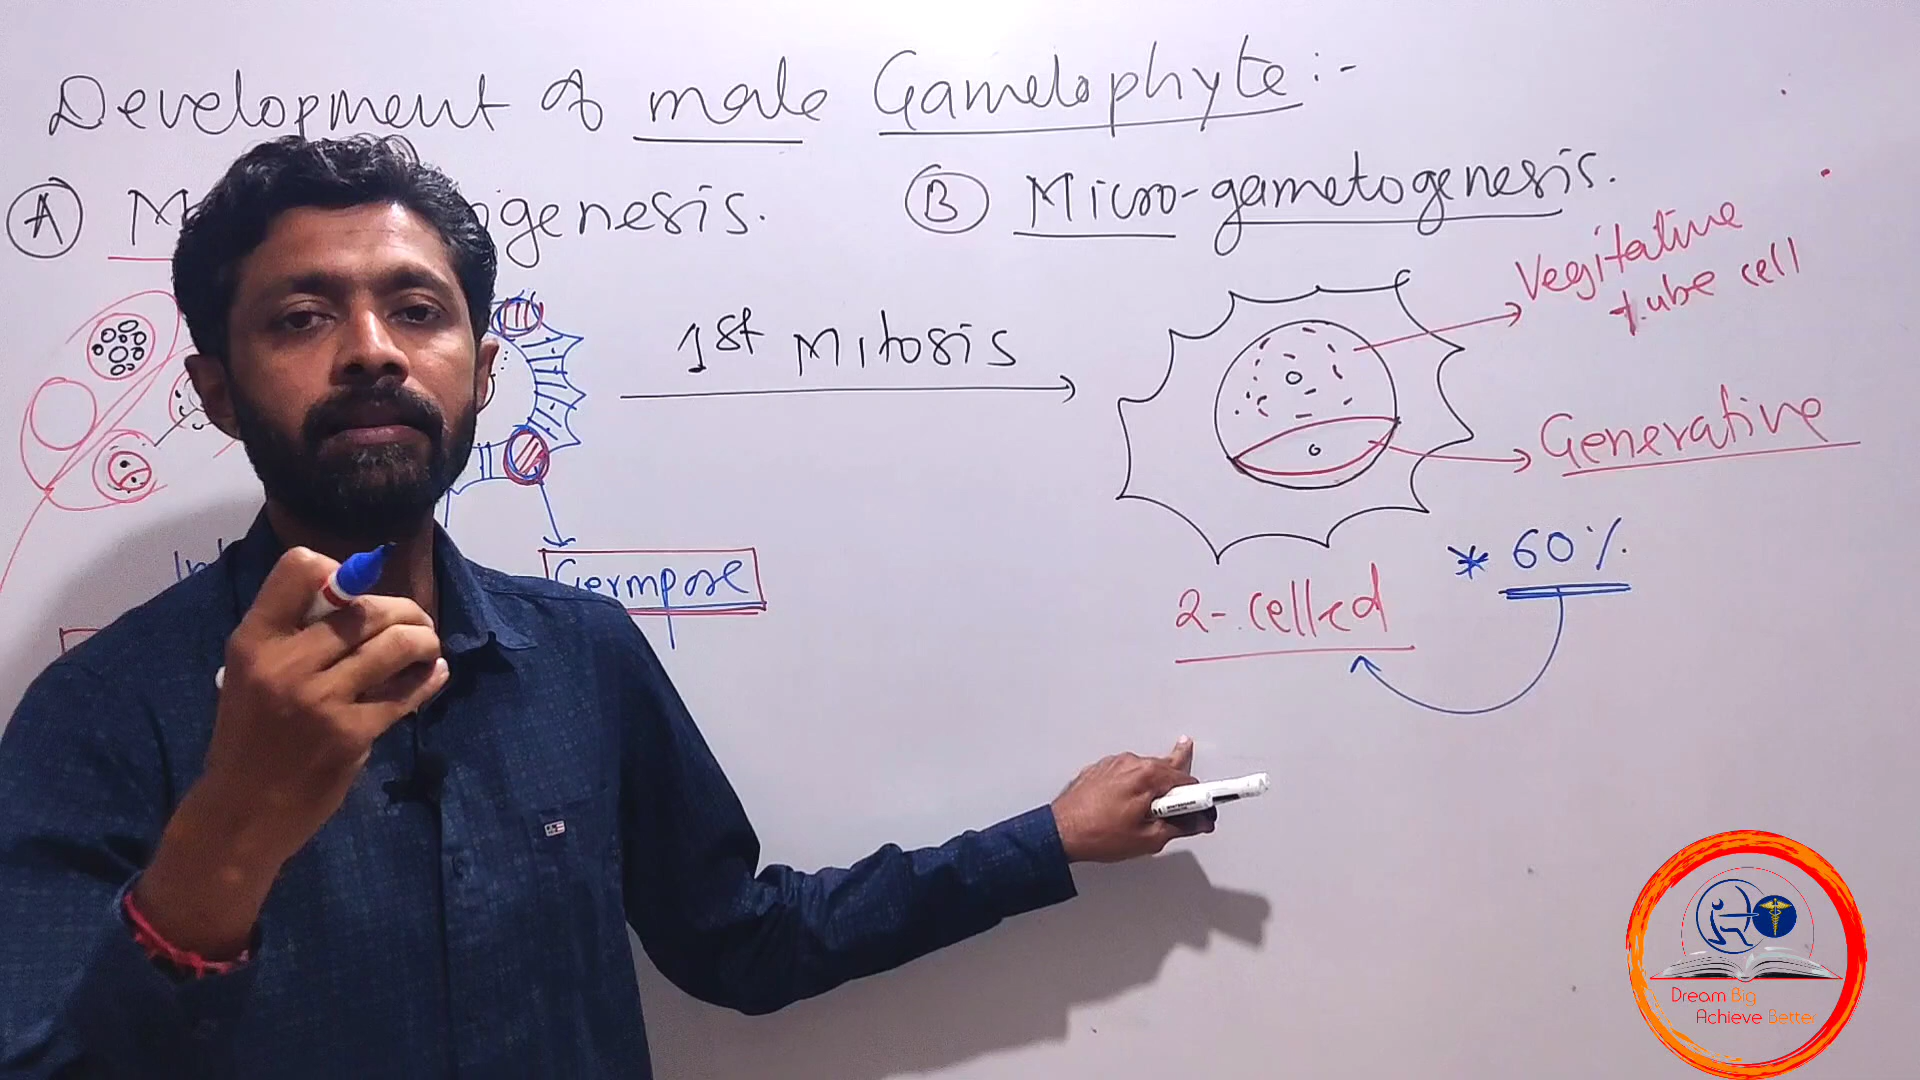 Development of male Gametophyte:-
A M ogenesis.
B Micro-gametogenesis.
Vegitative
tube cell
1st Mitosis
Generative
Germpore
* 60%
2-celled
Dream Big
Achieve Better